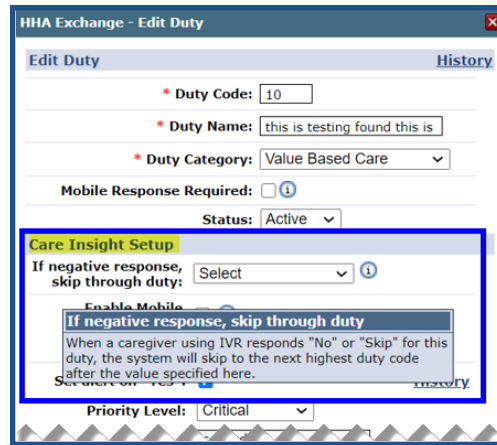 HHA Exchange - Edit Duty
Edit Duty History
* Duty Code: 10
* Duty Name: this is testing found this is
* Duty Category: Value Based Care
Mobile Response Required:
Status: Active
Care Insight Setup
If negative response,
skip through duty: Select
Enable Mobile
If negative response, skip through duty
When a caregiver using IVR responds "No" or "Skip" for this
duty, the system will skip to the next highest duty code
after the value specified here.
Set alert on "Yes": History
Priority Level: Critical